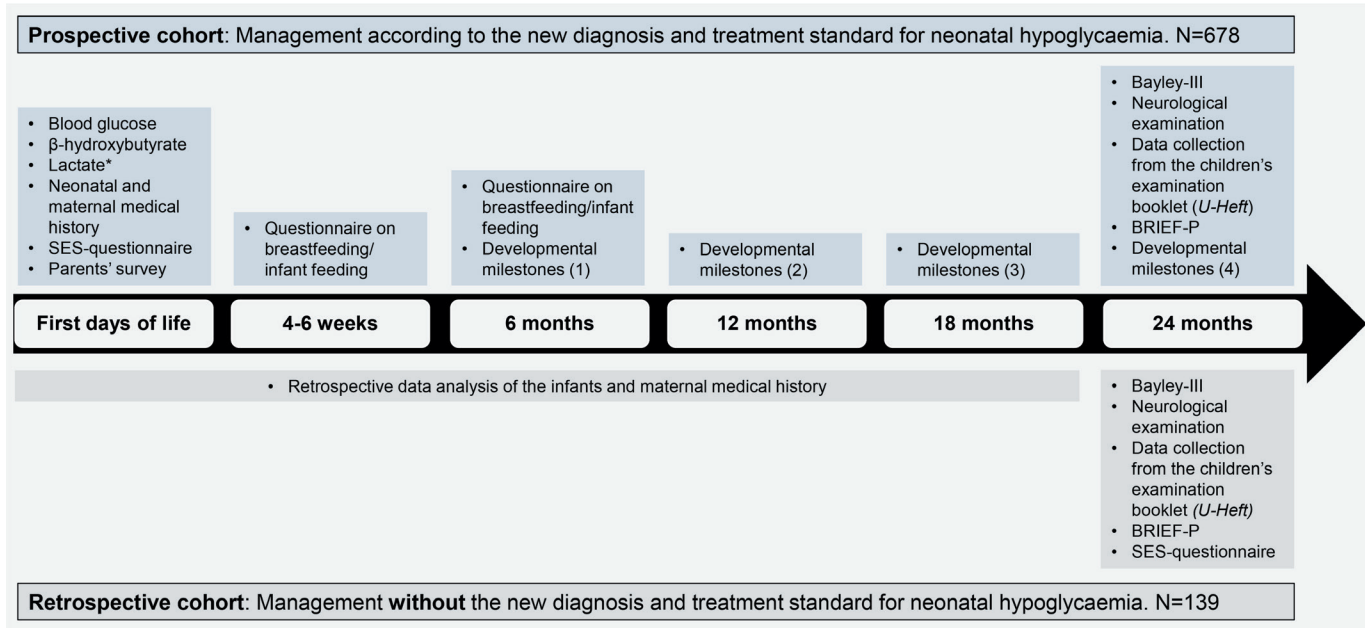 Prospective cohort: Management according to the new diagnosis and treatment standard for neonatal hypoglycaemia. N=678
• Blood glucose
• β-hydroxybutyrate
• Lactate*
• Neonatal and
maternal medical
history
• SES-questionnaire
• Parents' survey
• Questionnaire on
breastfeeding/
infant feeding
• Questionnaire on
breastfeeding/infant
feeding
• Developmental
milestones (1)
• Developmental
milestones (2)
• Developmental
milestones (3)
• Bayley-III
• Neurological
examination
• Data collection
from the children's
examination
booklet (U-Heft)
• BRIEF-P
• Developmental
milestones (4)
First days of life
4-6 weeks
6 months
12 months
18 months
24 months
• Retrospective data analysis of the infants and maternal medical history
• Bayley-III
• Neurological
examination
• Data collection
from the children's
examination
booklet (U-Heft)
• BRIEF-P
• SES-questionnaire
Retrospective cohort: Management without the new diagnosis and treatment standard for neonatal hypoglycaemia. N=139